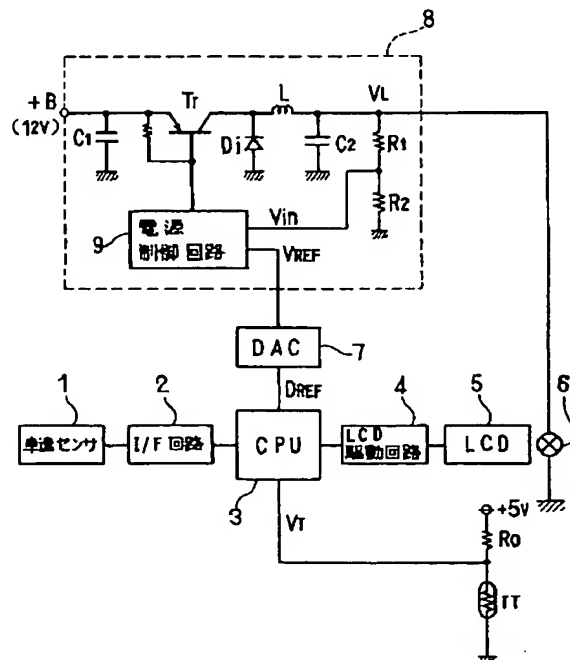 8
+B
(12V)
C1
Tr
Di
L
C2
VL
R1
R2
Vin
VREF
9
電源
制御回路
DAC
7
DREF
1
車速センサ
2
I/F回路
CPU
3
4
LCD
駆動回路
5
LCD
6
VT
+5V
R0
rT